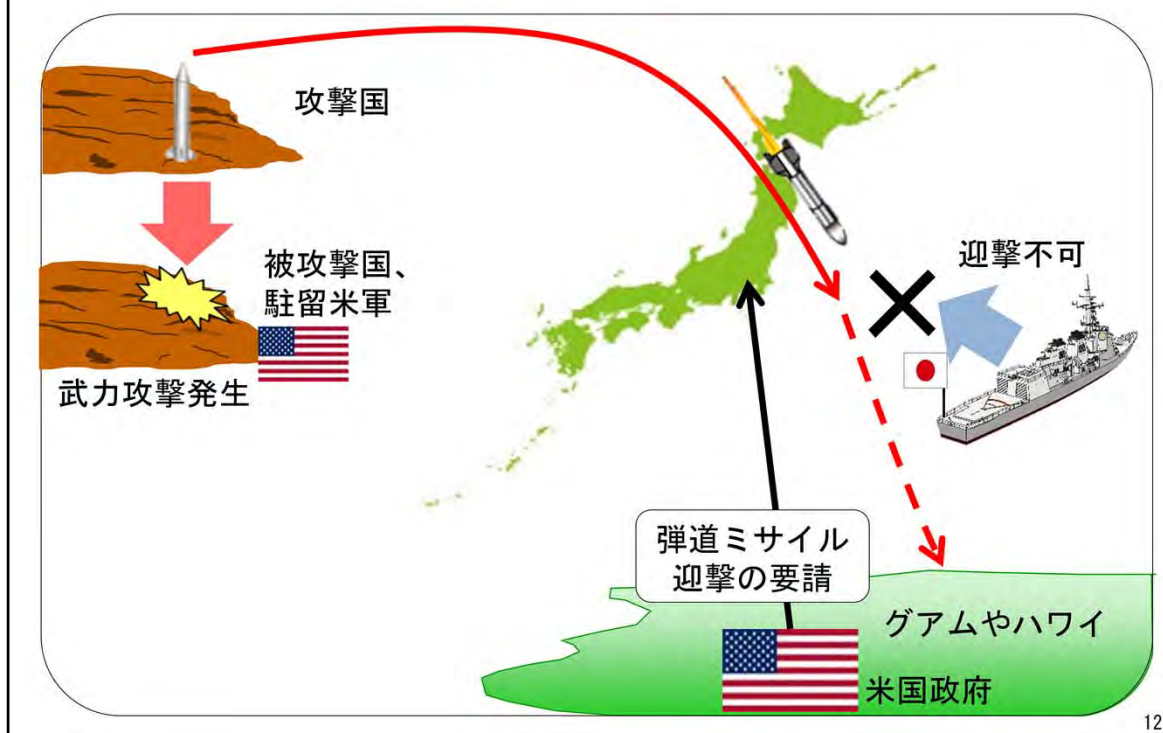 攻撃国
被攻撃国、
駐留米軍
武力攻撃発生
迎撃不可
弾道ミサイル
迎撃の要請
グアムやハワイ
米国政府
12